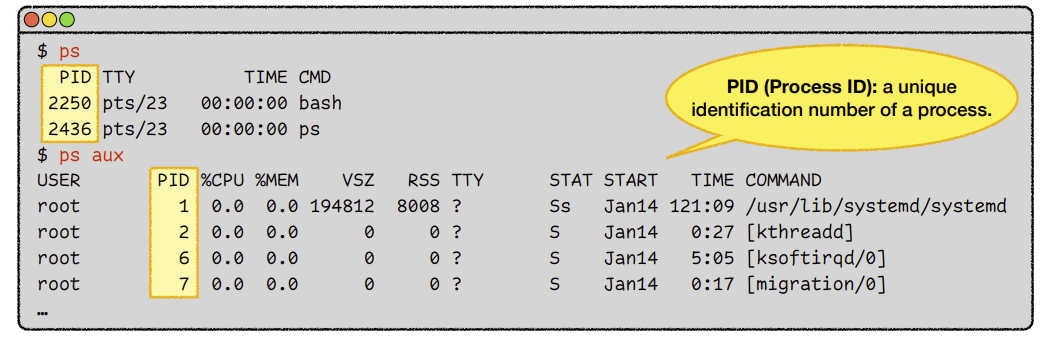 $ ps
PID TTY TIME CMD
2250 pts/23 00:00:00 bash
2436 pts/23 00:00:00 ps
PID (Process ID): a unique
identification number of a process.
$ ps aux
USER PID %CPU %MEM VSZ RSS TTY STAT START TIME COMMAND
root 1 0.0 0.0 194812 8008 ? Ss Jan14 121:09 /usr/lib/systemd/systemd
root 2 0.0 0.0 0 0 ? S Jan14 0:27 [kthreadd]
root 6 0.0 0.0 0 0 ? S Jan14 5:05 [ksoftirqd/0]
root 7 0.0 0.0 0 0 ? S Jan14 0:17 [migration/0]
…